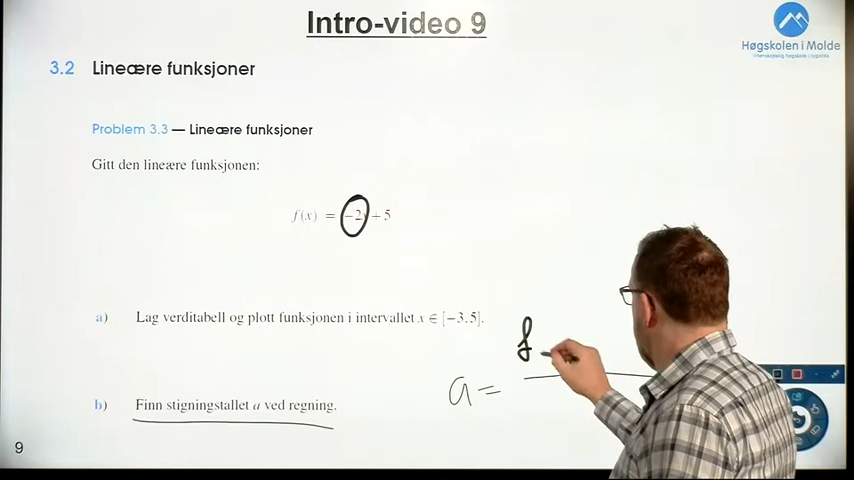 Intro-video 9
Høgskolen i Molde
Vitenskapelig høgskole i logistikk
3.2 Lineære funksjoner
Problem 3.3 — Lineære funksjoner
Gitt den lineære funksjonen:
f(x) = −2x + 5
a) Lag verditabell og plott funksjonen i intervallet x ∈ [−3,5].
f
a =
b) Finn stigningstallet a ved regning.
9